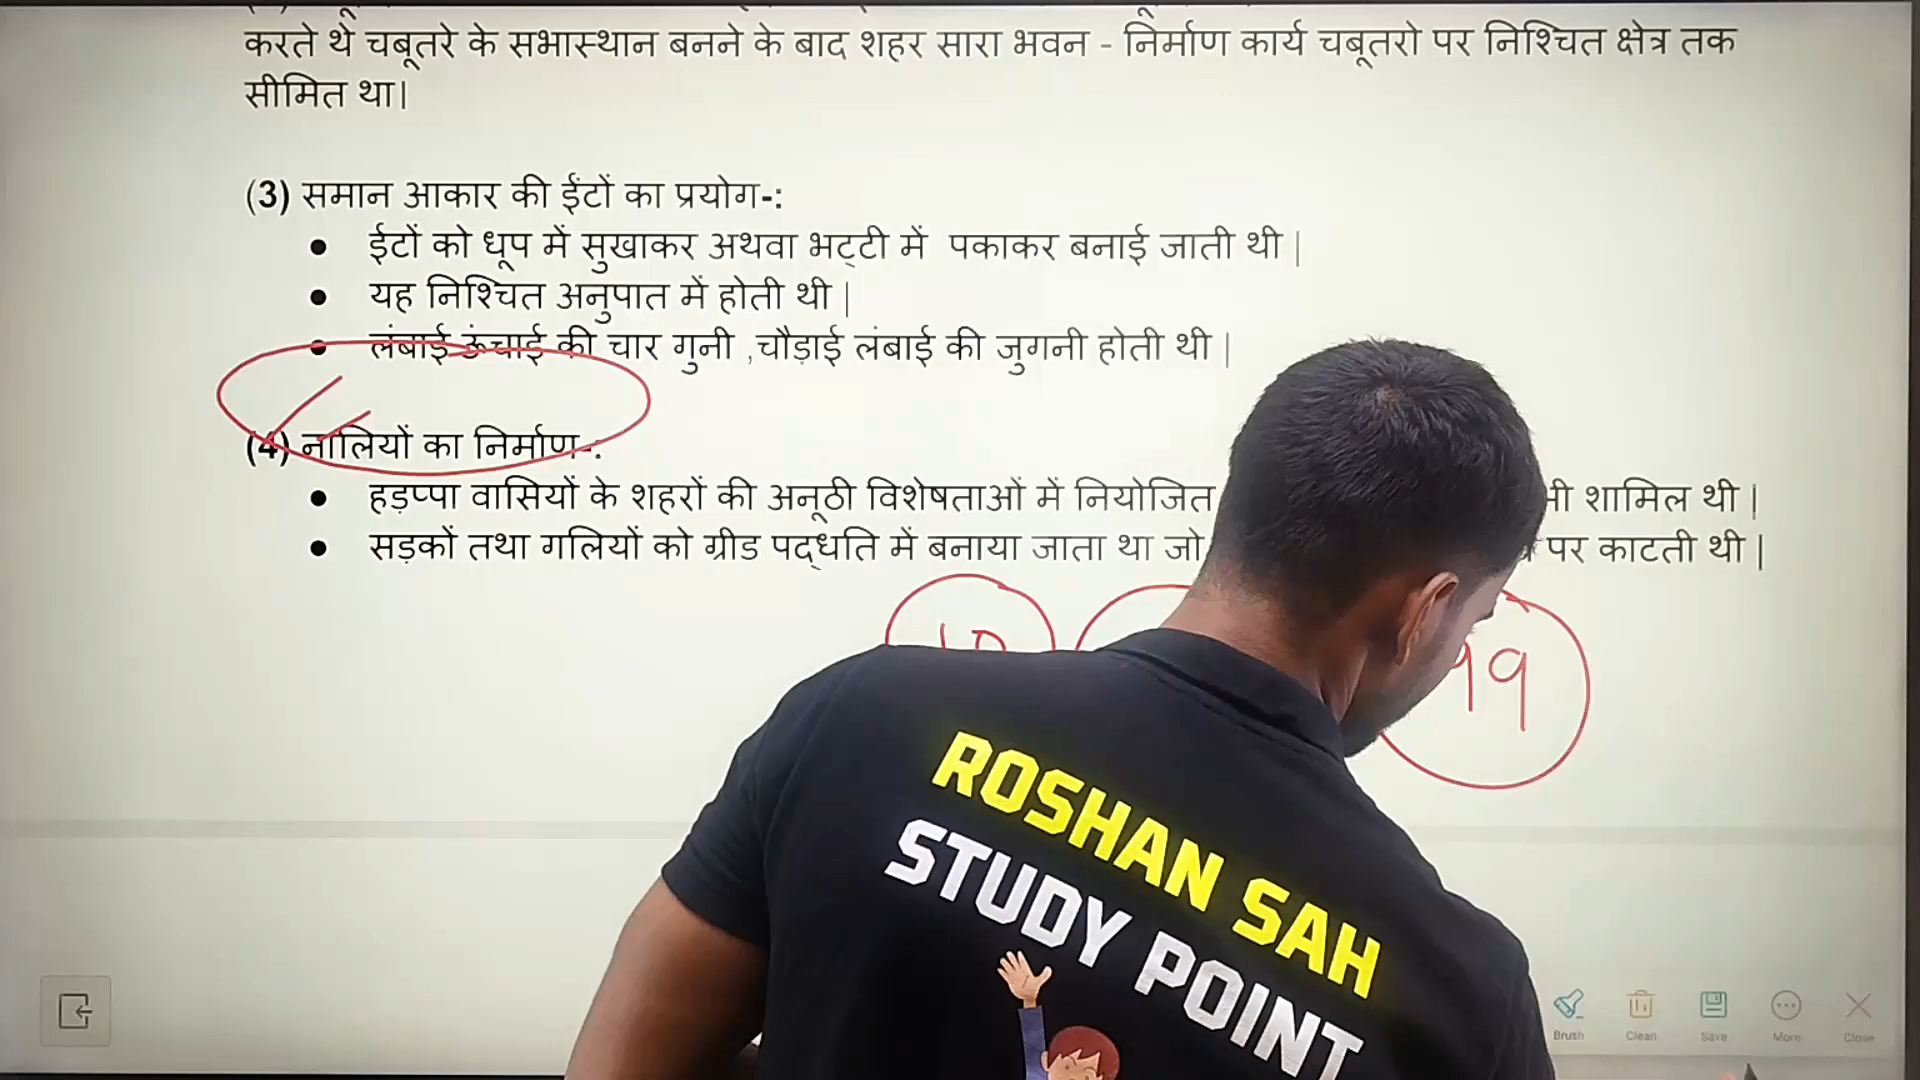 करते थे चबूतरे के सभास्थान बनने के बाद शहर सारा भवन - निर्माण कार्य चबूतरो पर निश्चित क्षेत्र तक
सीमित था|
(3) समान आकार की ईंटों का प्रयोग-:
● ईटों को धूप में सुखाकर अथवा भट्टी में पकाकर बनाई जाती थी |
● यह निश्चित अनुपात में होती थी |
● लंबाई ऊंचाई की चार गुनी ,चौड़ाई लंबाई की जुगनी होती थी |
(4) नालियों का निर्माण-:
● हड़प्पा वासियों के शहरों की अनूठी विशेषताओं में नियोजित शामिल थी |
● सड़कों तथा गलियों को ग्रीड पद्धति में बनाया जाता था जो पर काटती थी |
99
ROSHAN SAH
STUDY POINT
Brush Clean Save More Close